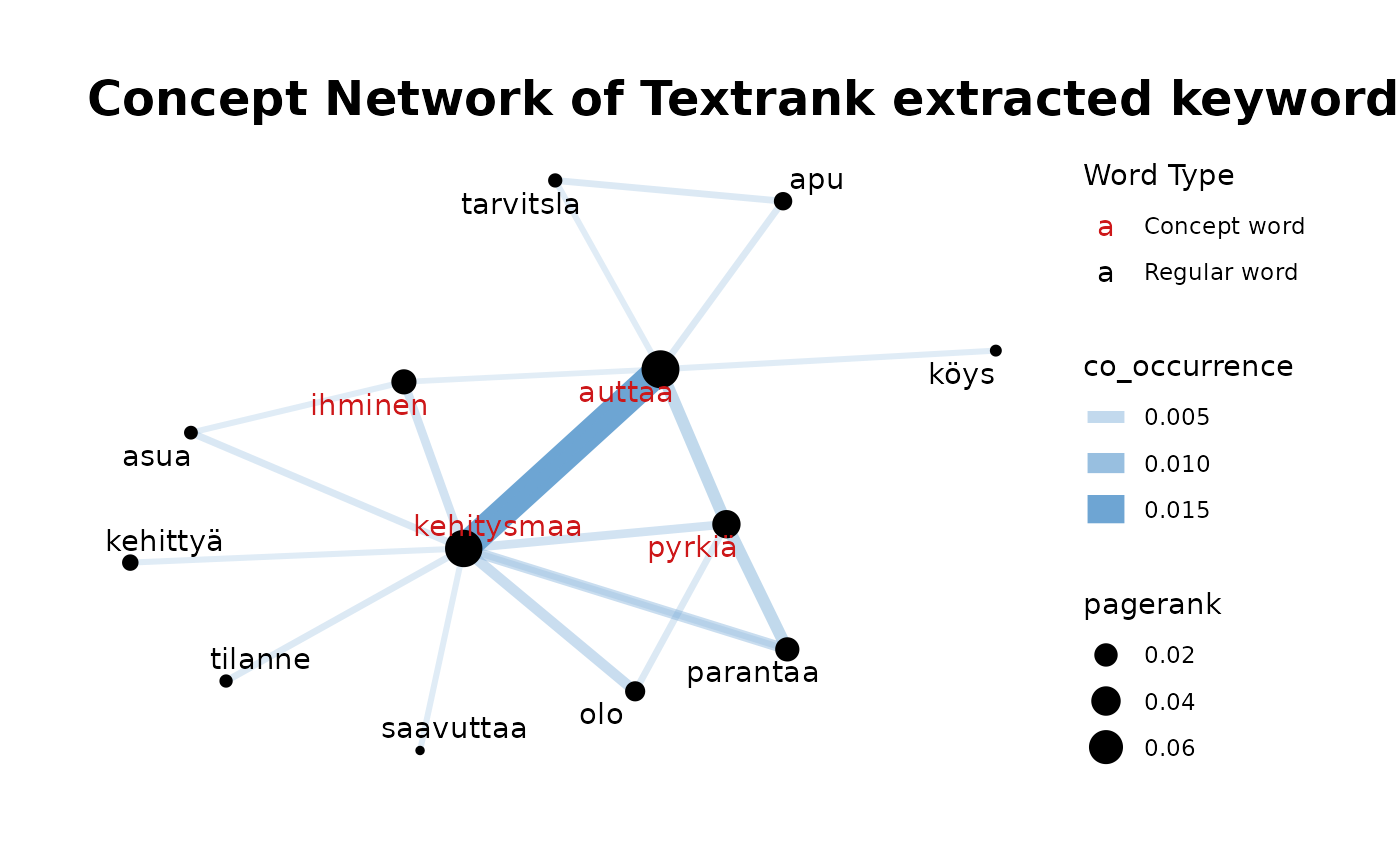 Concept Network of Textrank extracted keyword
tarvitsla
apu
köys
auttaa
ihminen
asua
kehitysmaa
kehittyä
pyrkiä
tilanne
parantaa
olo
saavuttaa
Word Type
a Concept word
a Regular word
co_occurrence
0.005
0.010
0.015
pagerank
0.02
0.04
0.06